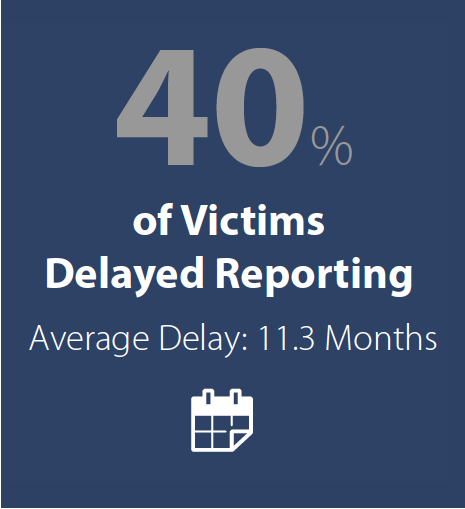 40%
of Victims
Delayed Reporting
Average Delay: 11.3 Months